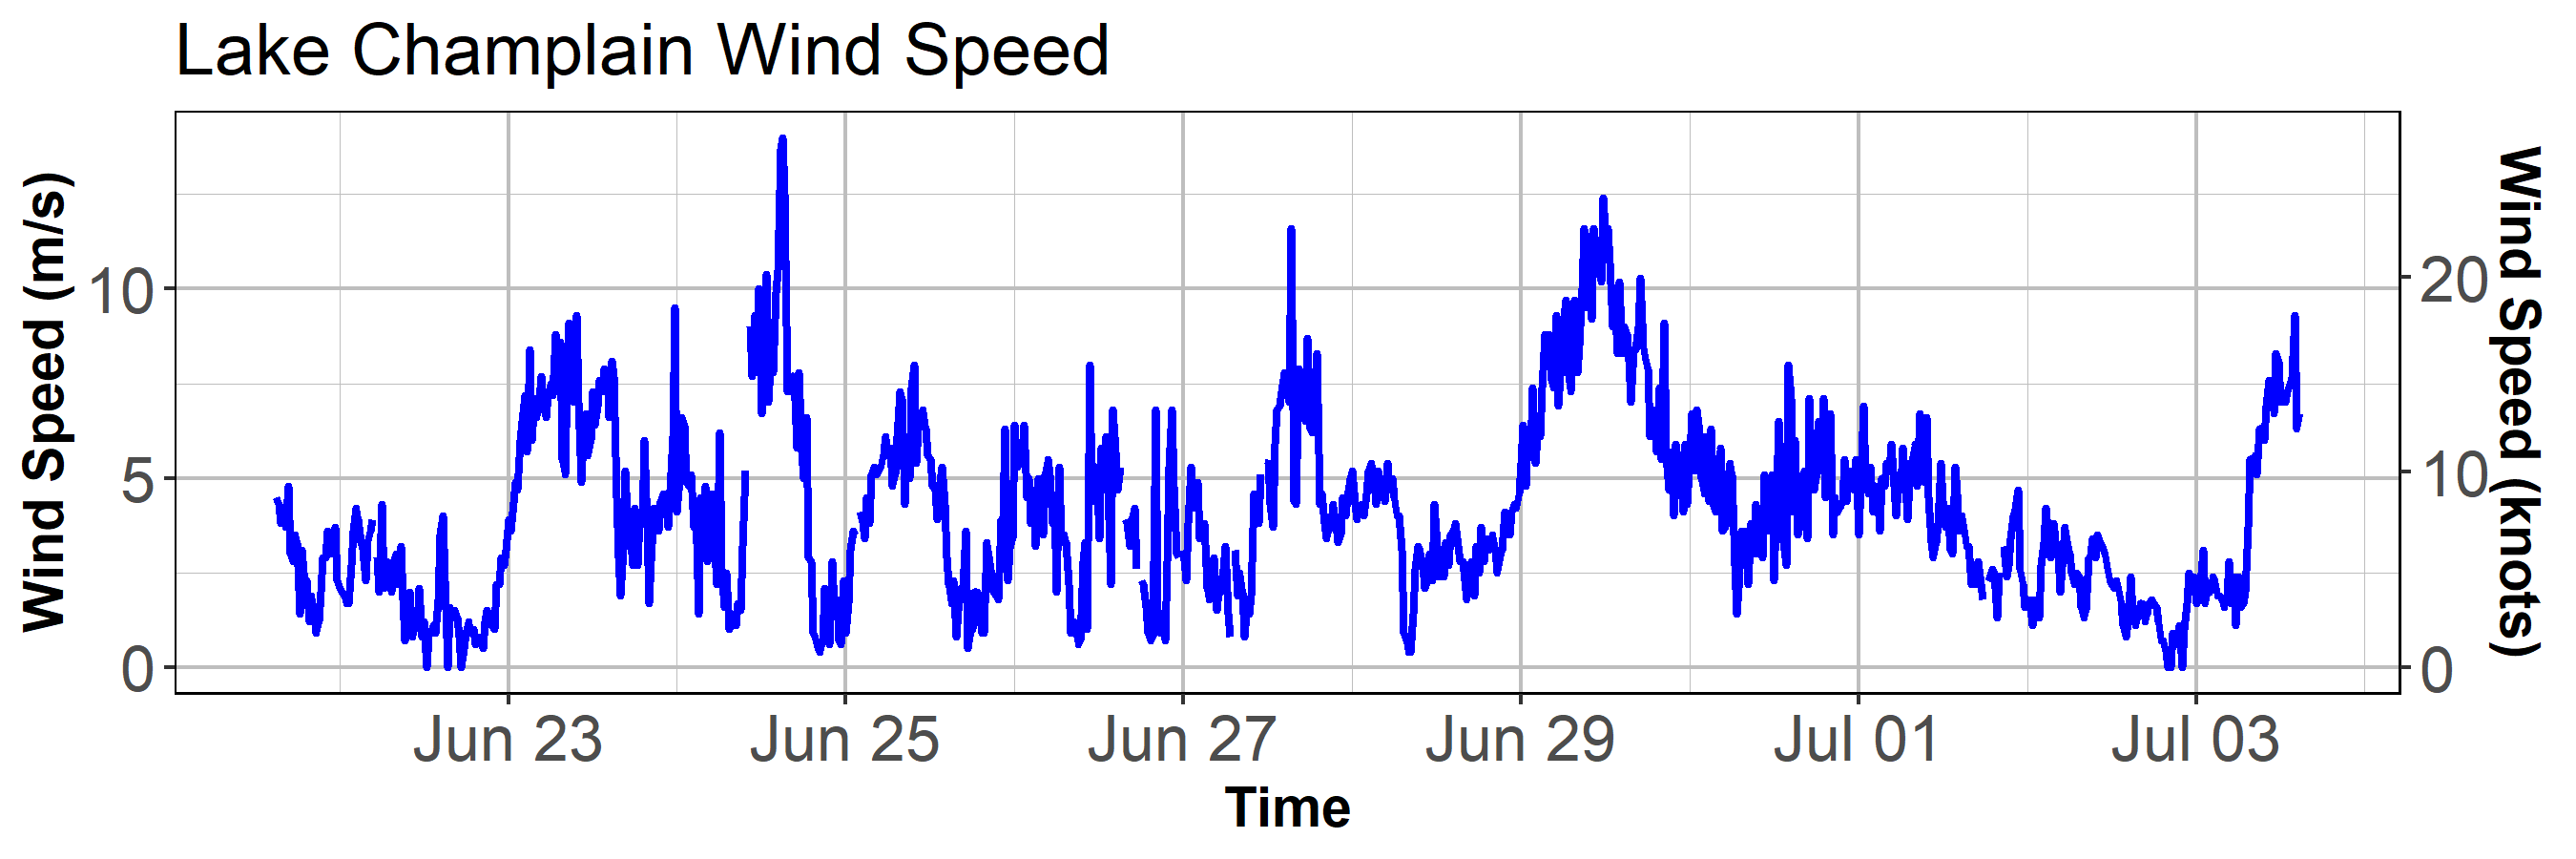 Lake Champlain Wind Speed
Wind Speed (m/s)
10
5
0
20
10
0
Wind Speed (knots)
Jun 23
Jun 25
Jun 27
Jun 29
Jul 01
Jul 03
Time